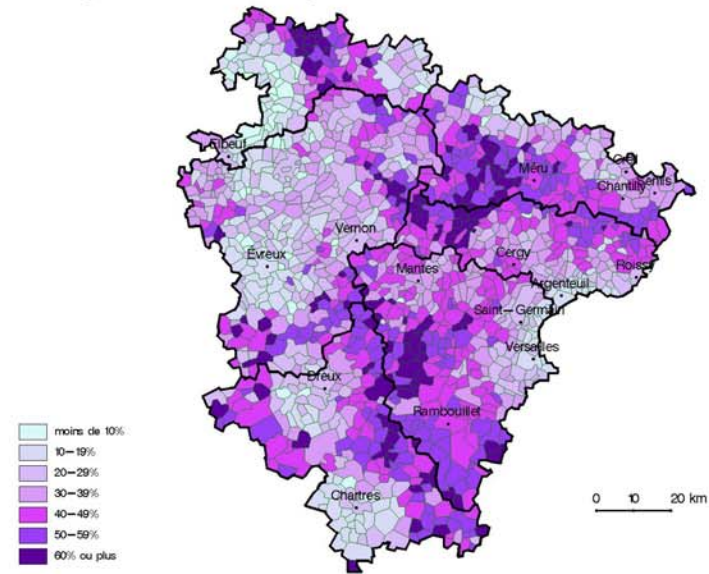 Elbeuf
Creil
Méru
Senlis
Chantilly
Vernon
Évreux
Cergy
Mantes
Roissy
Argenteuil
Saint-Germain
Versailles
Dreux
Rambouillet
Chartres
moins de 10%
10-19%
20-29%
30-39%
40-49%
50-59%
60% ou plus
0 10 20 km